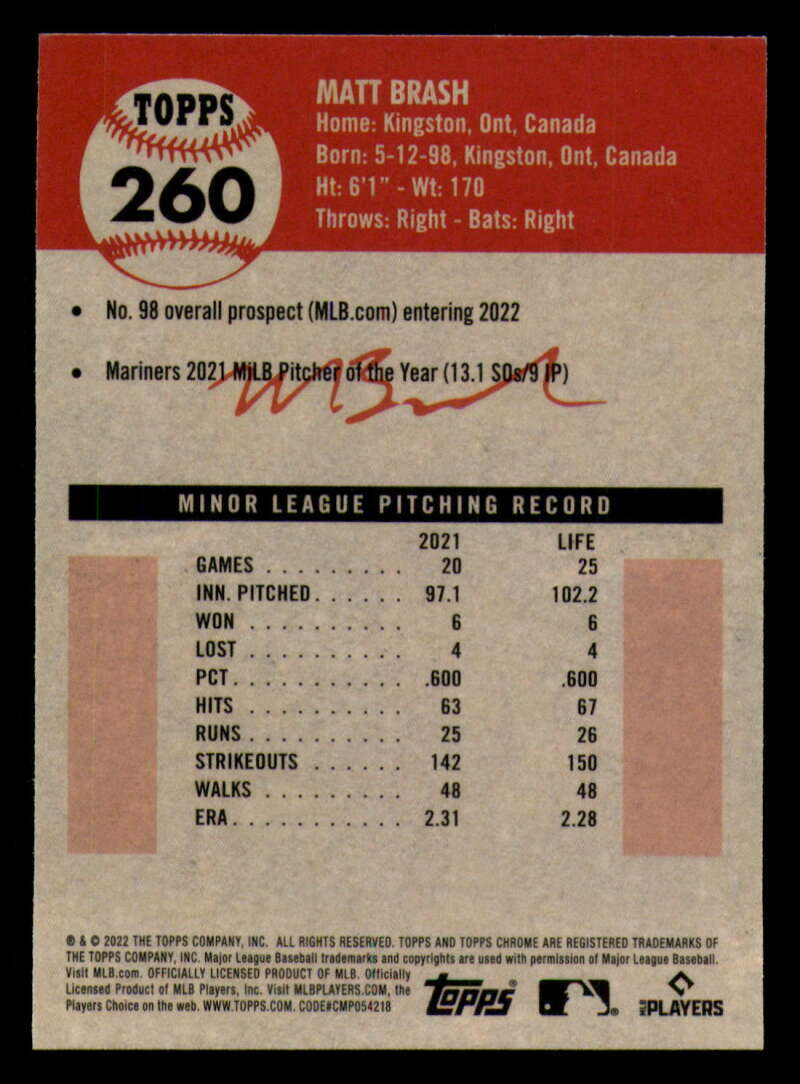 TOPPS
260
MATT BRASH
Home: Kingston, Ont, Canada
Born: 5-12-98, Kingston, Ont, Canada
Ht: 6'1" - Wt: 170
Throws: Right - Bats: Right
• No. 98 overall prospect (MLB.com) entering 2022
• Mariners 2021 MiLB Pitcher of the Year (13.1 SOs/9 IP)
M Brash
MINOR LEAGUE PITCHING RECORD
2021 LIFE
GAMES . . . . . . . . . 20 25
INN. PITCHED. . . . . . 97.1 102.2
WON . . . . . . . . . . 6 6
LOST . . . . . . . . . . 4 4
PCT. . . . . . . . . . . .600 .600
HITS . . . . . . . . . . 63 67
RUNS . . . . . . . . . . 25 26
STRIKEOUTS . . . . . . 142 150
WALKS . . . . . . . . . 48 48
ERA. . . . . . . . . . . 2.31 2.28
® & © 2022 THE TOPPS COMPANY, INC. ALL RIGHTS RESERVED. TOPPS AND TOPPS CHROME ARE REGISTERED TRADEMARKS OF
THE TOPPS COMPANY, INC. Major League Baseball trademarks and copyrights are used with permission of Major League Baseball.
Visit MLB.com. OFFICIALLY LICENSED PRODUCT OF MLB. Officially
Licensed Product of MLB Players, Inc. Visit MLBPLAYERS.COM, the
Players Choice on the web. WWW.TOPPS.COM. CODE#CMP054218
Topps®
®
MLB PLAYERS